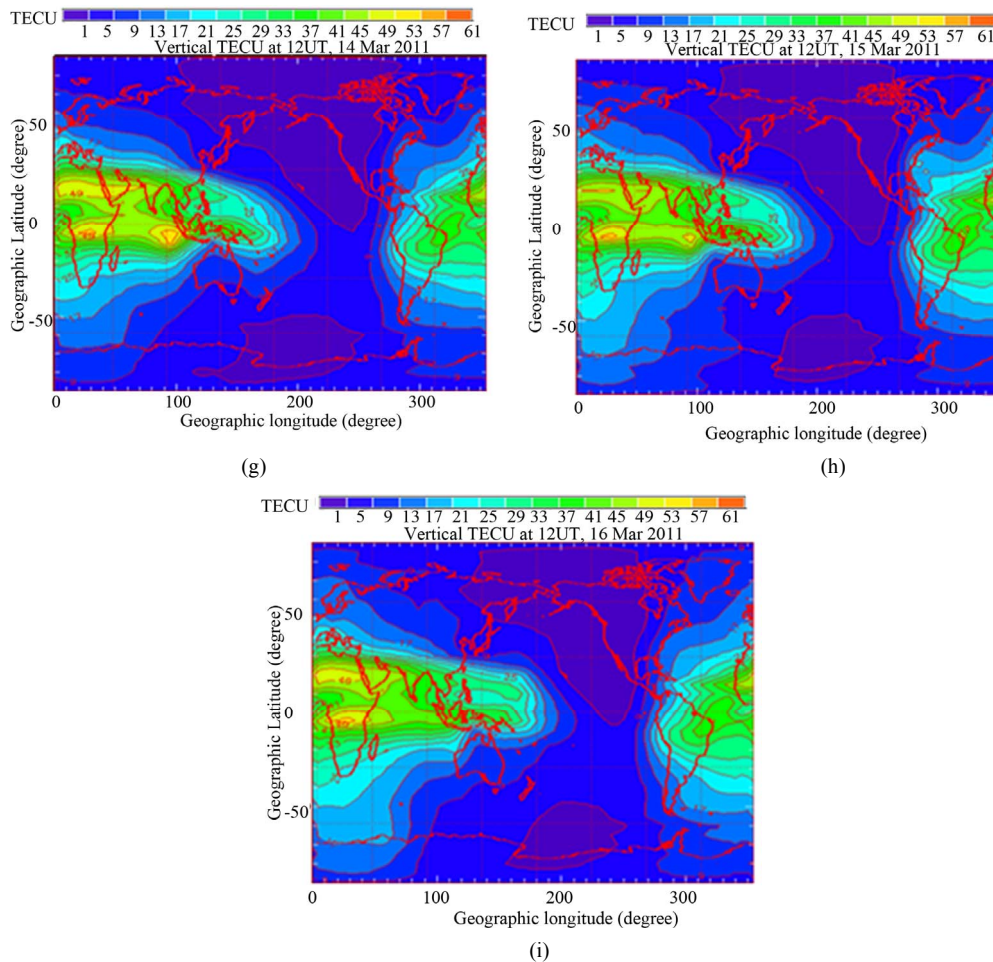 TECU
1 5 9 13 17 21 25 29 33 37 41 45 49 53 57 61
Vertical TECU at 12UT, 14 Mar 2011
Geographic Latitude (degree)
50
0
-50
0 100 200 300
Geographic longitude (degree)
(g)
TECU
1 5 9 13 17 21 25 29 33 37 41 45 49 53 57 61
Vertical TECU at 12UT, 15 Mar 2011
Geographic Latitude (degree)
50
0
-50
0 100 200 300
Geographic longitude (degree)
(h)
TECU
1 5 9 13 17 21 25 29 33 37 41 45 49 53 57 61
Vertical TECU at 12UT, 16 Mar 2011
Geographic Latitude (degree)
50
0
-50
0 100 200 300
Geographic longitude (degree)
(i)